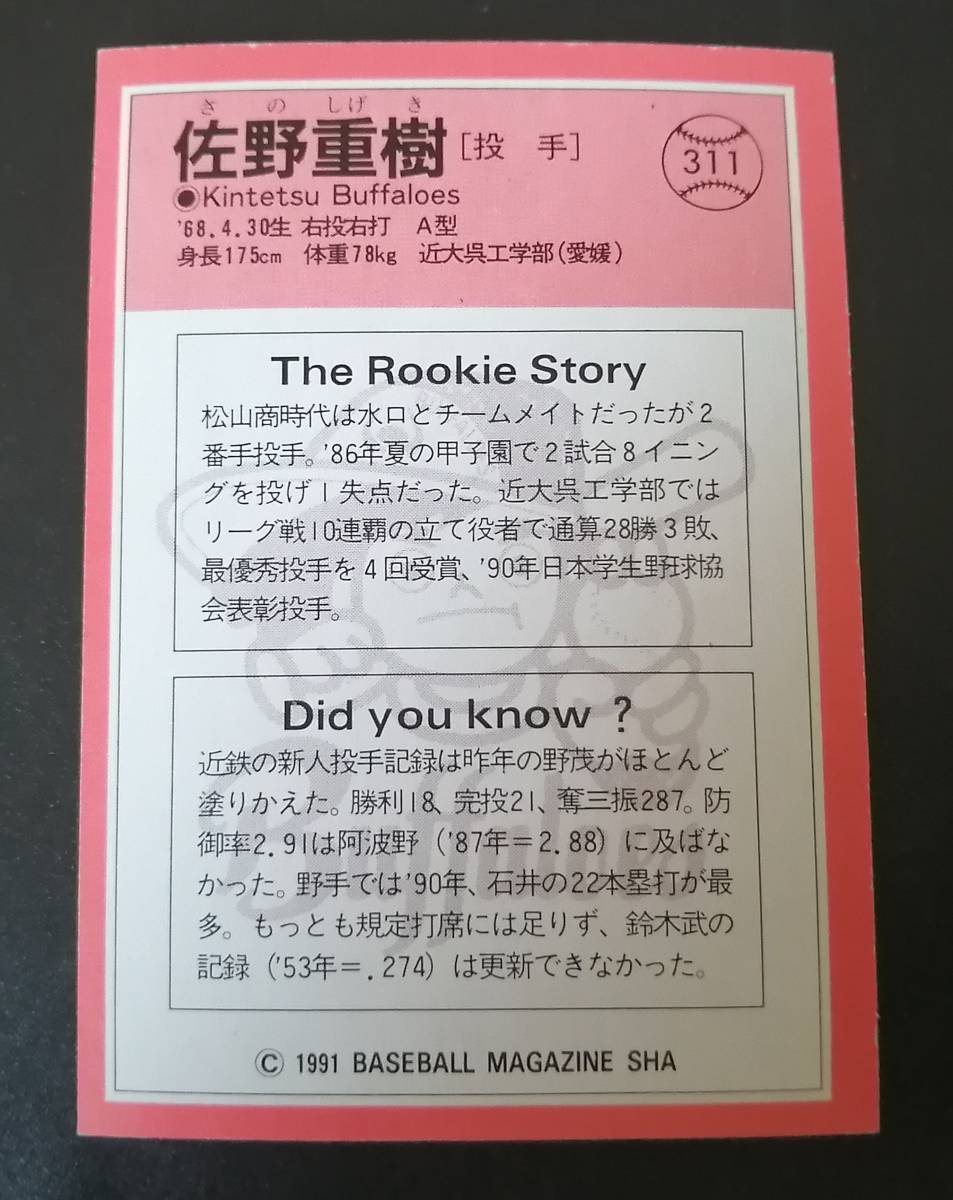 さの しげき
佐野重樹 [投 手]
311
●Kintetsu Buffaloes
'68.4.30生 右投右打 A型
身長175cm 体重78kg 近大呉工学部(愛媛)
The Rookie Story
松山商時代は水口とチームメイトだったが2
番手投手。'86年夏の甲子園で2試合8イニン
グを投げ1失点だった。近大呉工学部では
リーグ戦10連覇の立て役者で通算28勝3敗、
最優秀投手を4回受賞、'90年日本学生野球協
会表彰投手。
Did you know ?
近鉄の新人投手記録は昨年の野茂がほとんど
塗りかえた。勝利18、完投21、奪三振287。防
御率2.91は阿波野('87年=2.88)に及ばな
かった。野手では'90年、石井の22本塁打が最
多。もっとも規定打席には足りず、鈴木武の
記録('53年=.274)は更新できなかった。
Buffaloes
© 1991 BASEBALL MAGAZINE SHA